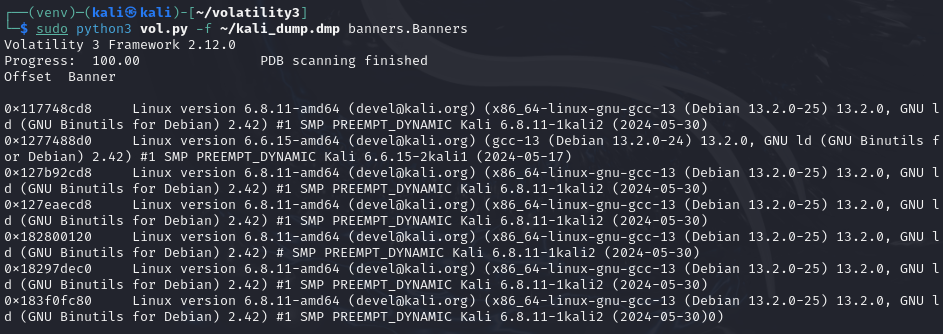 ┌──(venv)─(kali㉿kali)-[~/volatility3]
└─$ sudo python3 vol.py -f ~/kali_dump.dmp banners.Banners
Volatility 3 Framework 2.12.0
Progress:  100.00               PDB scanning finished
Offset  Banner

0×117748cd8     Linux version 6.8.11-amd64 (devel@kali.org) (x86_64-linux-gnu-gcc-13 (Debian 13.2.0-25) 13.2.0, GNU l
d (GNU Binutils for Debian) 2.42) #1 SMP PREEMPT_DYNAMIC Kali 6.8.11-1kali2 (2024-05-30)
0×1277488d0     Linux version 6.6.15-amd64 (devel@kali.org) (gcc-13 (Debian 13.2.0-24) 13.2.0, GNU ld (GNU Binutils f
or Debian) 2.42) #1 SMP PREEMPT_DYNAMIC Kali 6.6.15-2kali1 (2024-05-17)
0×127b92cd8     Linux version 6.8.11-amd64 (devel@kali.org) (x86_64-linux-gnu-gcc-13 (Debian 13.2.0-25) 13.2.0, GNU l
d (GNU Binutils for Debian) 2.42) #1 SMP PREEMPT_DYNAMIC Kali 6.8.11-1kali2 (2024-05-30)
0×127eaecd8     Linux version 6.8.11-amd64 (devel@kali.org) (x86_64-linux-gnu-gcc-13 (Debian 13.2.0-25) 13.2.0, GNU l
d (GNU Binutils for Debian) 2.42) #1 SMP PREEMPT_DYNAMIC Kali 6.8.11-1kali2 (2024-05-30)
0×182800120     Linux version 6.8.11-amd64 (devel@kali.org) (x86_64-linux-gnu-gcc-13 (Debian 13.2.0-25) 13.2.0, GNU l
d (GNU Binutils for Debian) 2.42) # SMP PREEMPT_DYNAMIC Kali 6.8.11-1kali2 (2024-05-30)
0×18297dec0     Linux version 6.8.11-amd64 (devel@kali.org) (x86_64-linux-gnu-gcc-13 (Debian 13.2.0-25) 13.2.0, GNU l
d (GNU Binutils for Debian) 2.42) #1 SMP PREEMPT_DYNAMIC Kali 6.8.11-1kali2 (2024-05-30)
0×183f0fc80     Linux version 6.8.11-amd64 (devel@kali.org) (x86_64-linux-gnu-gcc-13 (Debian 13.2.0-25) 13.2.0, GNU l
d (GNU Binutils for Debian) 2.42) #1 SMP PREEMPT_DYNAMIC Kali 6.8.11-1kali2 (2024-05-30)0)